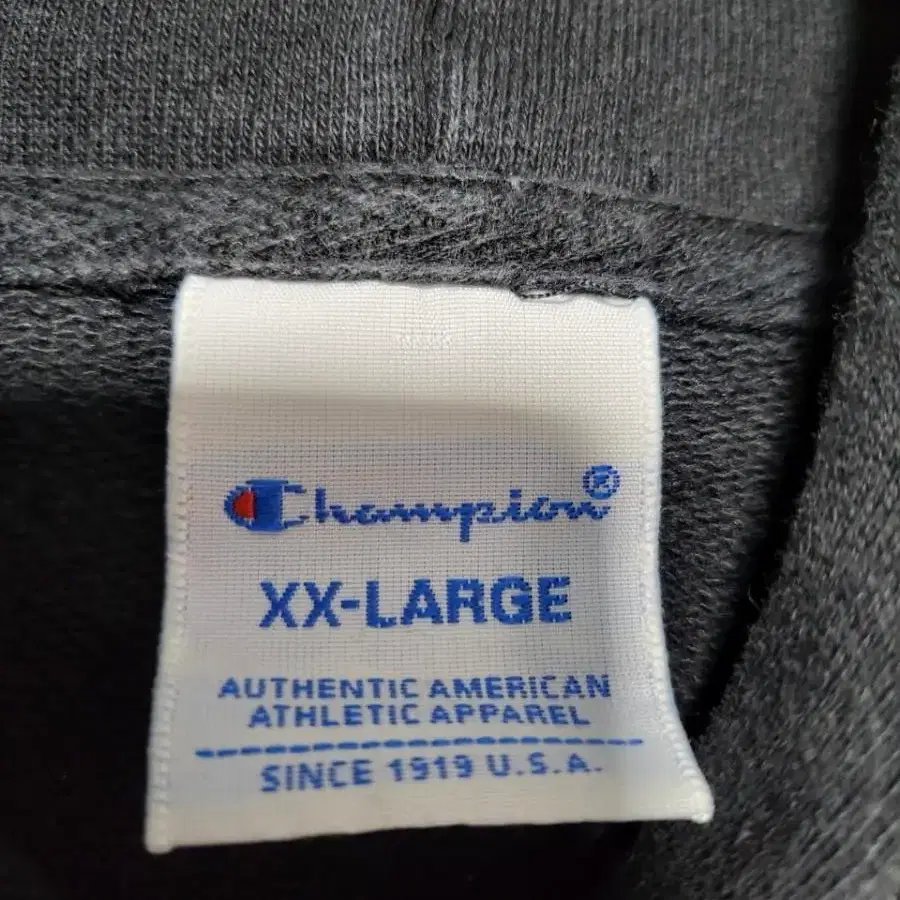 Champion®
XX-LARGE
AUTHENTIC AMERICAN
ATHLETIC APPAREL
SINCE 1919 U.S.A.